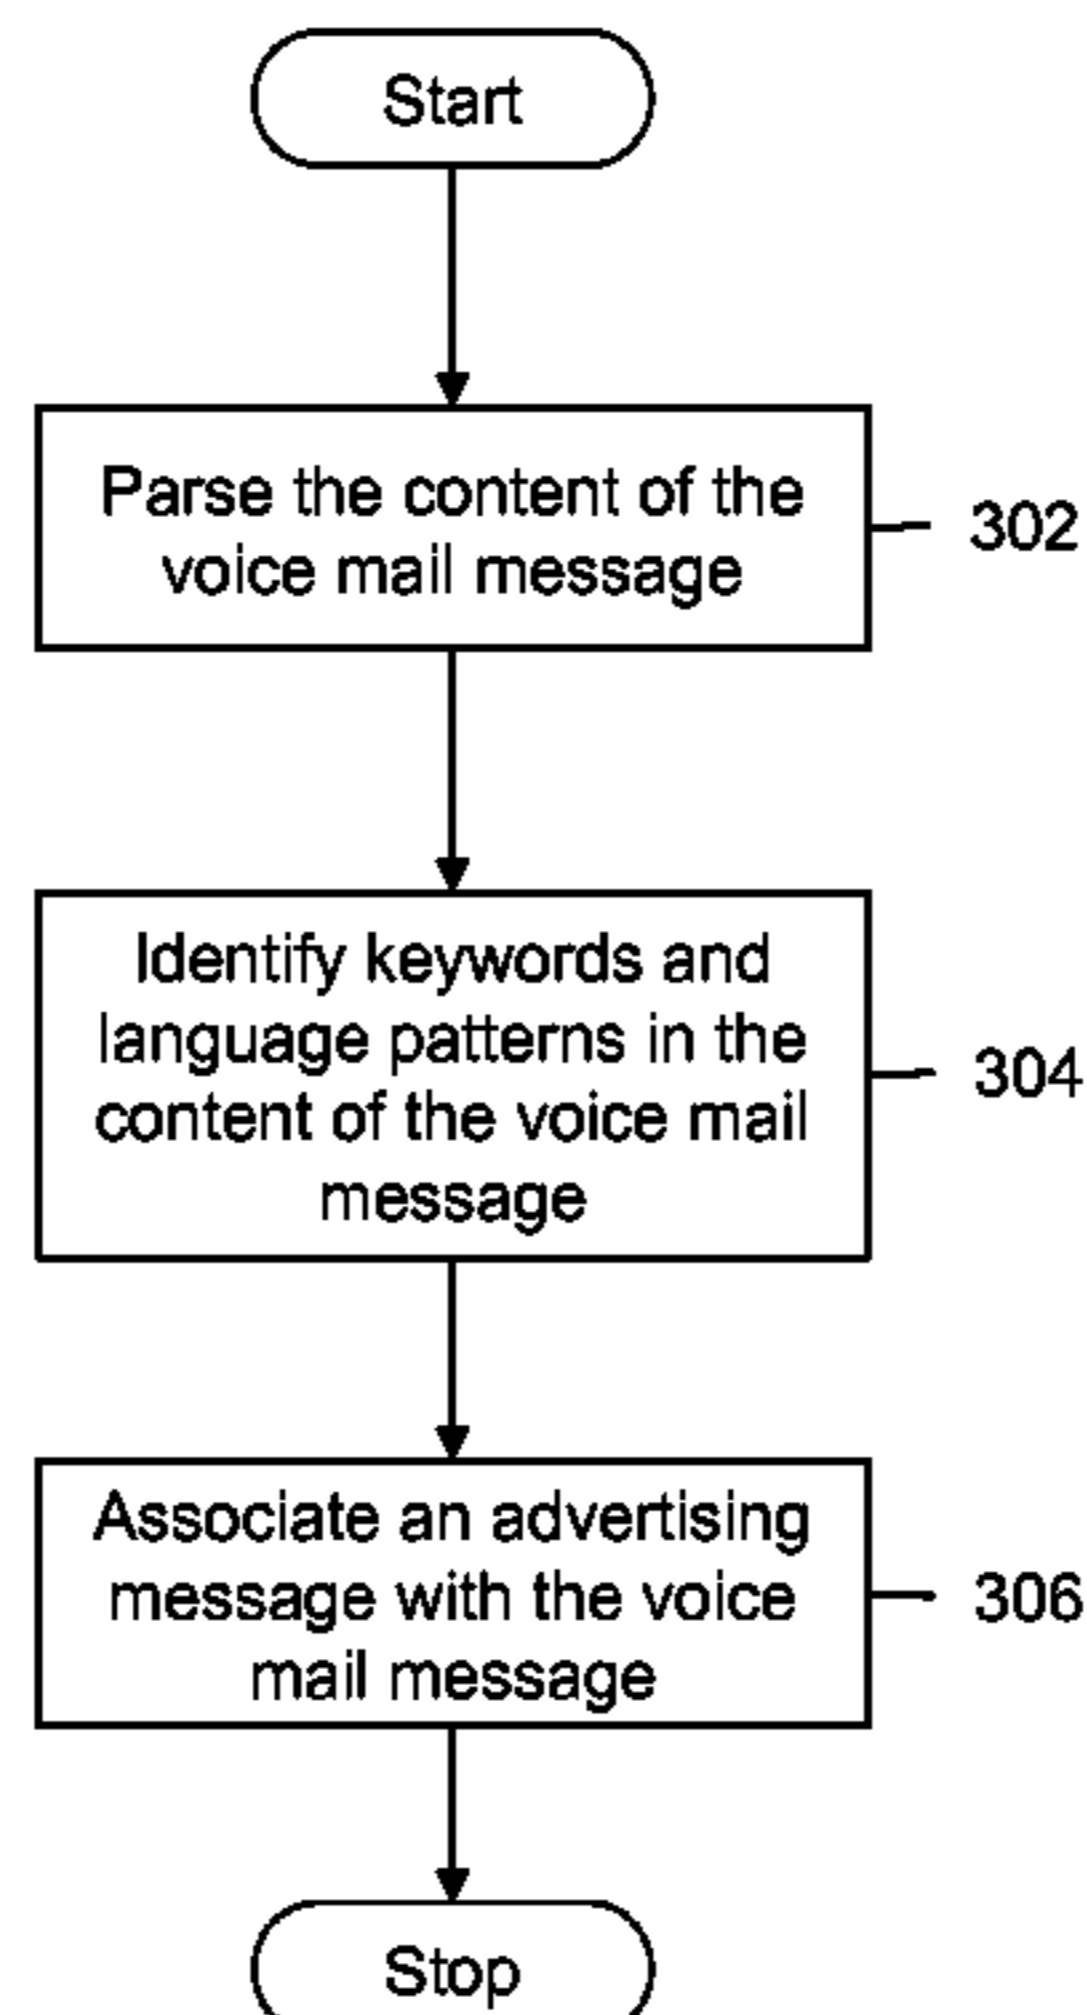 Start
Parse the content of the
voice mail message
302
Identify keywords and
language patterns in the
content of the voice mail
message
304
Associate an advertising
message with the voice
mail message
306
Stop